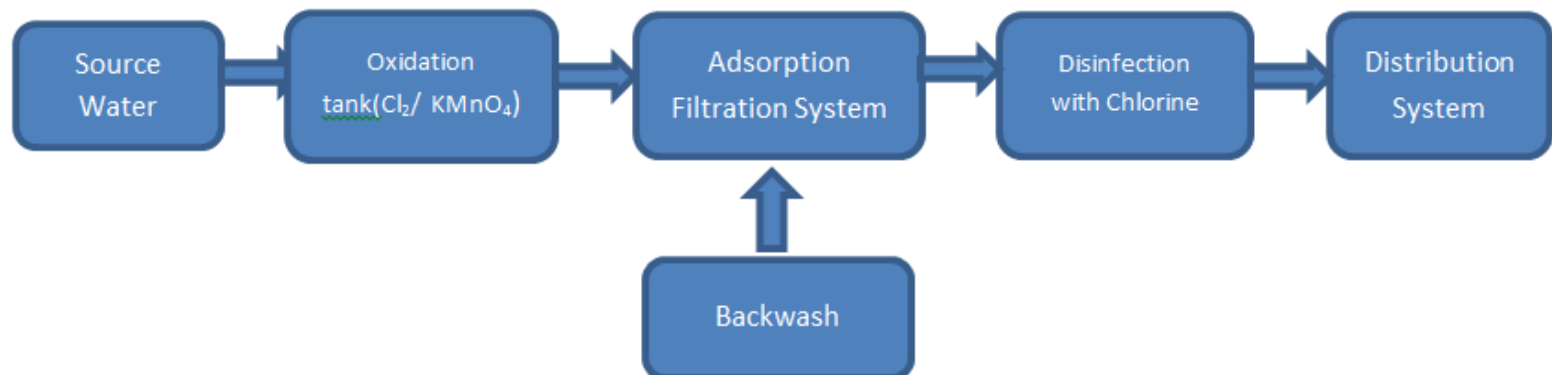 Source
Water
Oxidation
tank(Cl₂/ KMnO₄)
Adsorption
Filtration System
Disinfection
with Chlorine
Distribution
System
Backwash